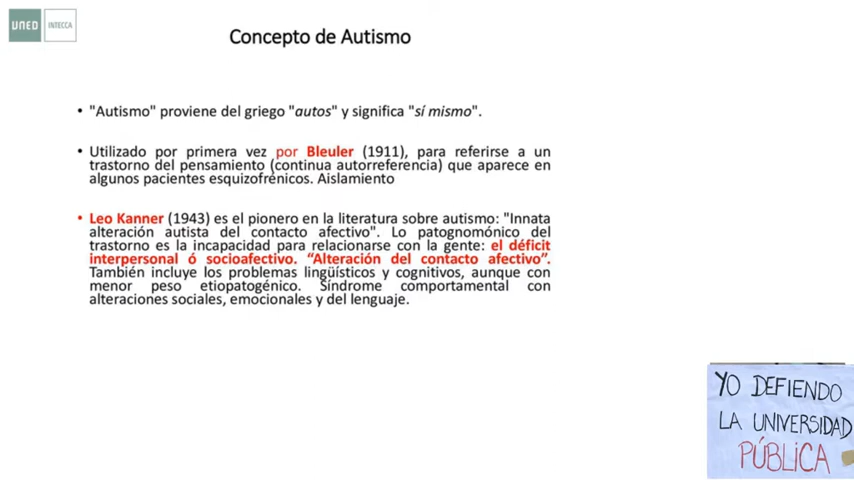 UNED
INTECCA
Concepto de Autismo
• "Autismo" proviene del griego "autos" y significa "sí mismo".
• Utilizado por primera vez por Bleuler (1911), para referirse a un
trastorno del pensamiento (continua autorreferencia) que aparece en
algunos pacientes esquizofrénicos. Aislamiento
• Leo Kanner (1943) es el pionero en la literatura sobre autismo: "Innata
alteración autista del contacto afectivo". Lo patognomónico del
trastorno es la incapacidad para relacionarse con la gente: el déficit
interpersonal ó socioafectivo. “Alteración del contacto afectivo”.
También incluye los problemas lingüísticos y cognitivos, aunque con
menor peso etiopatogénico. Síndrome comportamental con
alteraciones sociales, emocionales y del lenguaje.
YO DEFIENDO
LA UNIVERSIDAD
PÚBLICA